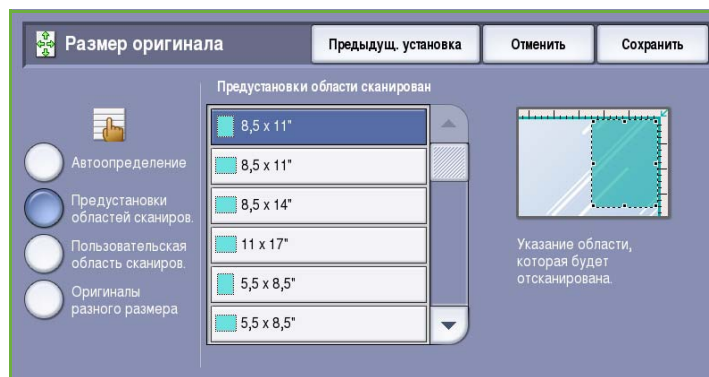 Размер оригинала
Предыдущ. установка
Отменить
Сохранить
Предустановки области сканирован
Автоопределение
Предустановки
областей сканиров.
Пользовательская
область сканиров.
Оригиналы
разного размера
8,5 x 11"
8,5 x 11"
8,5 x 14"
11 x 17"
5,5 x 8,5"
5,5 x 8,5"
Указание области,
которая будет
отсканирована.